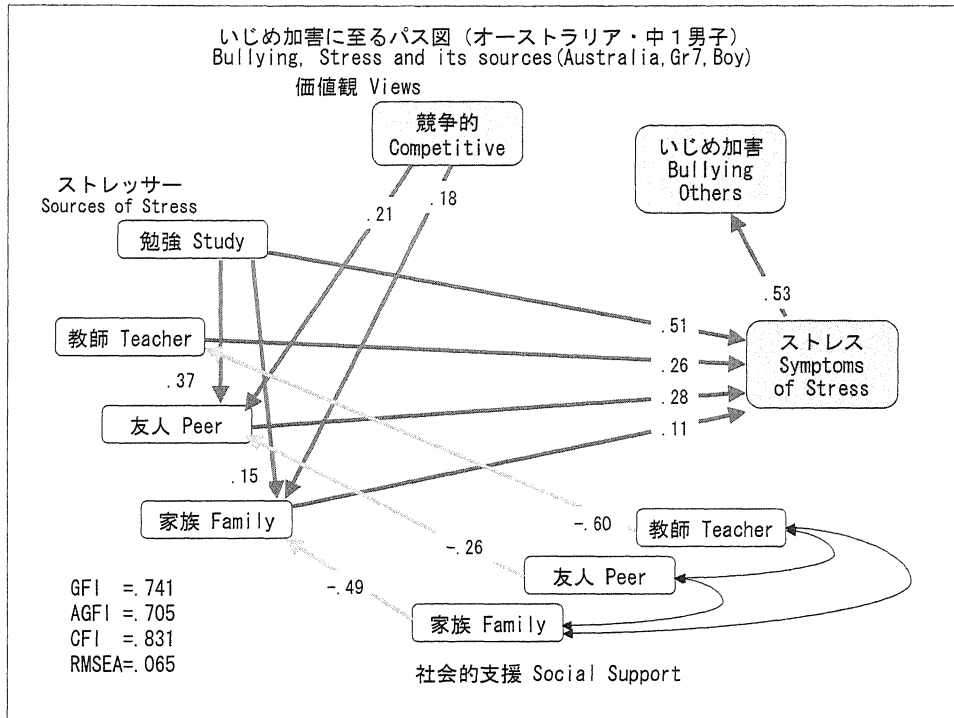 いじめ加害に至るパス図（オーストラリア・中１男子）
Bullying, Stress and its sources(Australia,Gr7,Boy)
価値観 Views
競争的
Competitive
いじめ加害
Bullying
Others
ストレッサー
Sources of Stress
勉強 Study
.21
.18
.53
教師 Teacher
.51
ストレス
Symptoms
of Stress
.26
.37
.28
友人 Peer
.11
.15
家族 Family
-.60
教師 Teacher
-.26
友人 Peer
-.49
家族 Family
GFI =.741
AGFI =.705
CFI =.831
RMSEA=.065
社会的支援 Social Support